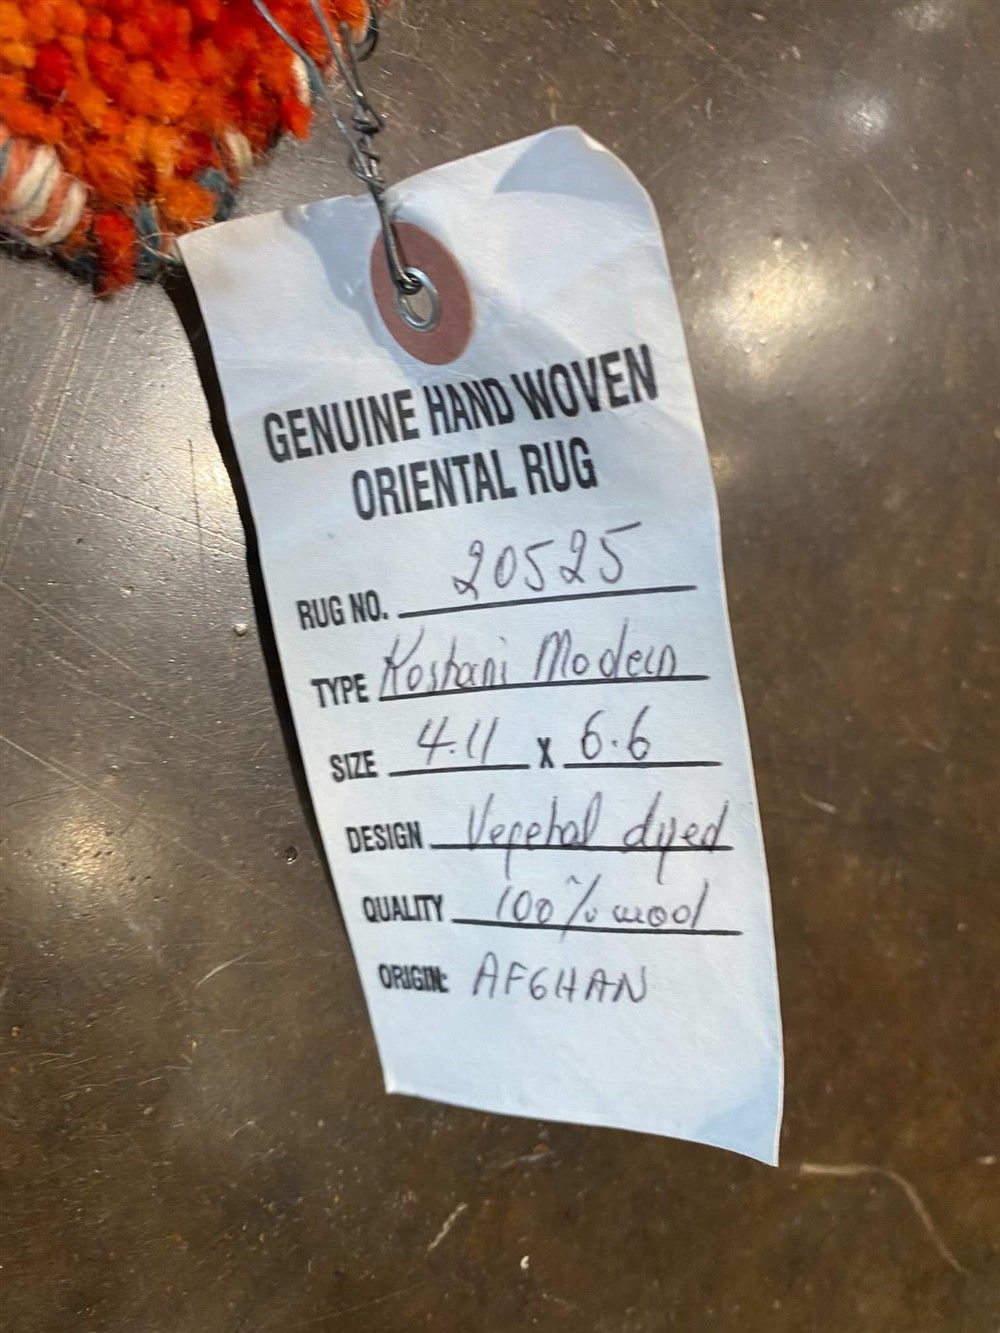 GENUINE HAND WOVEN
ORIENTAL RUG
RUG NO. 20525
TYPE Koshani Modern
SIZE 4.11 X 6.6
DESIGN Vegetal dyed
QUALITY 100% wool
ORIGIN: AFGHAN